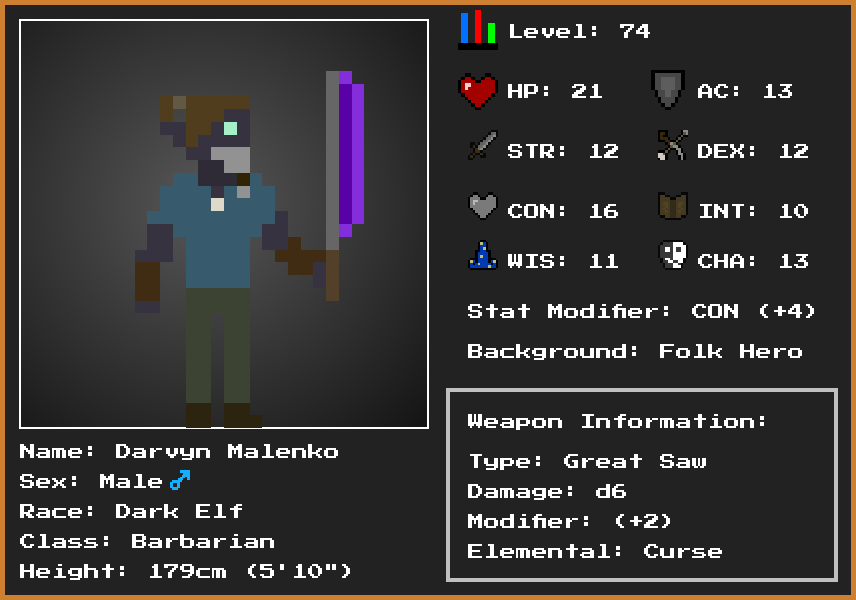 Level: 74
HP: 21
AC: 13
STR: 12
DEX: 12
CON: 16
INT: 10
WIS: 11
CHA: 13
Stat Modifier: CON (+4)
Background: Folk Hero
Weapon Information:
Type: Great Saw
Damage: d6
Modifier: (+2)
Elemental: Curse
Name: Darvyn Malenko
Sex: Male♂
Race: Dark Elf
Class: Barbarian
Height: 179cm (5'10")